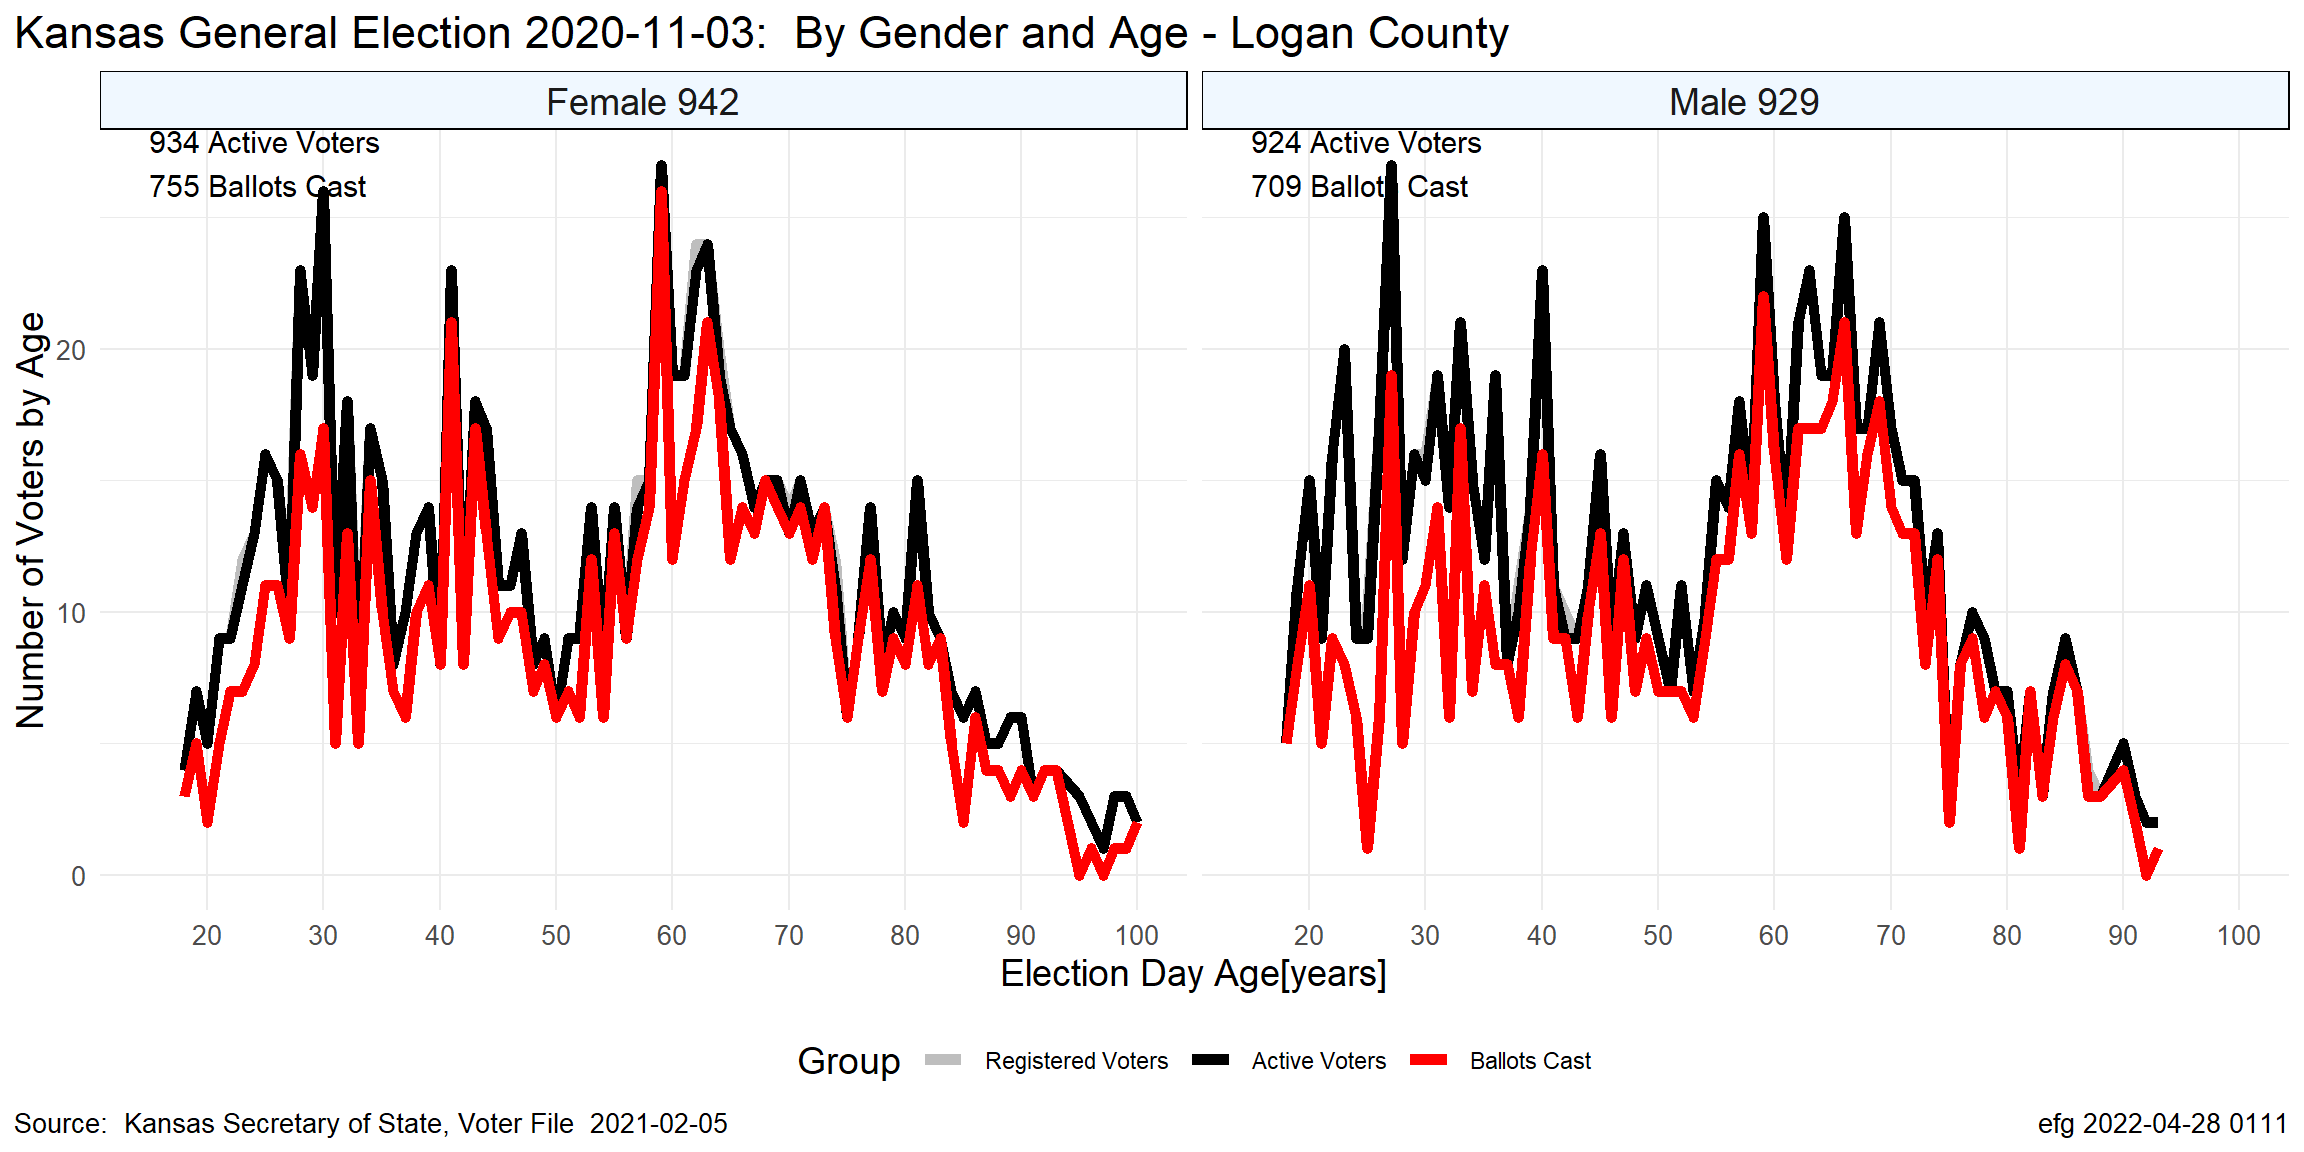 Kansas General Election 2020-11-03:  By Gender and Age - Logan County
Female 942
Male 929
934 Active Voters
755 Ballots Cast
924 Active Voters
709 Ballots Cast
Number of Voters by Age
20
10
0
20 30 40 50 60 70 80 90 100
20 30 40 50 60 70 80 90 100
Election Day Age[years]
Group Registered Voters Active Voters Ballots Cast
Source:  Kansas Secretary of State, Voter File  2021-02-05
efg 2022-04-28 0111